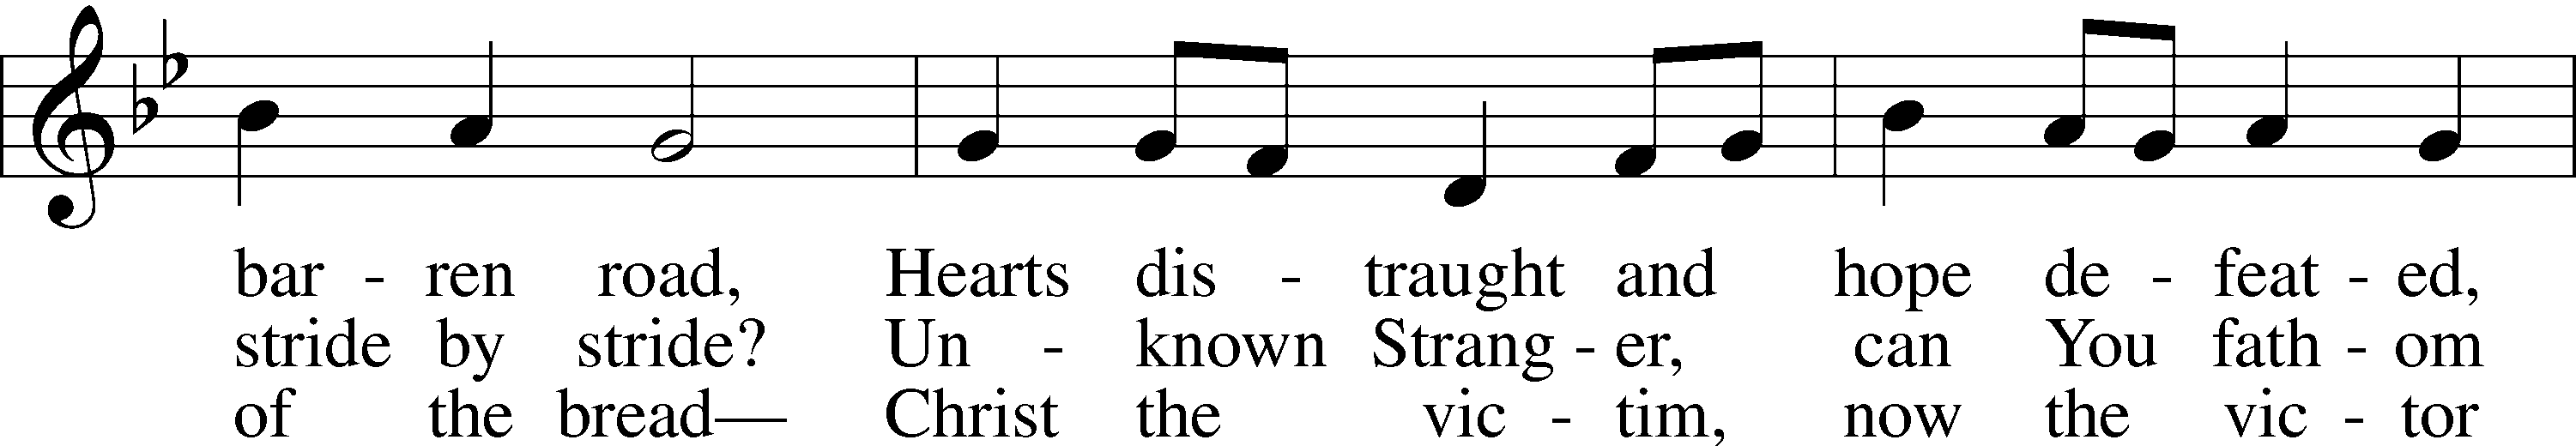 bar - ren road, Hearts dis - traught and hope de - feat - ed,
stride by stride? Un - known Strang - er, can You fath - om
of the bread— Christ the vic - tim, now the vic - tor